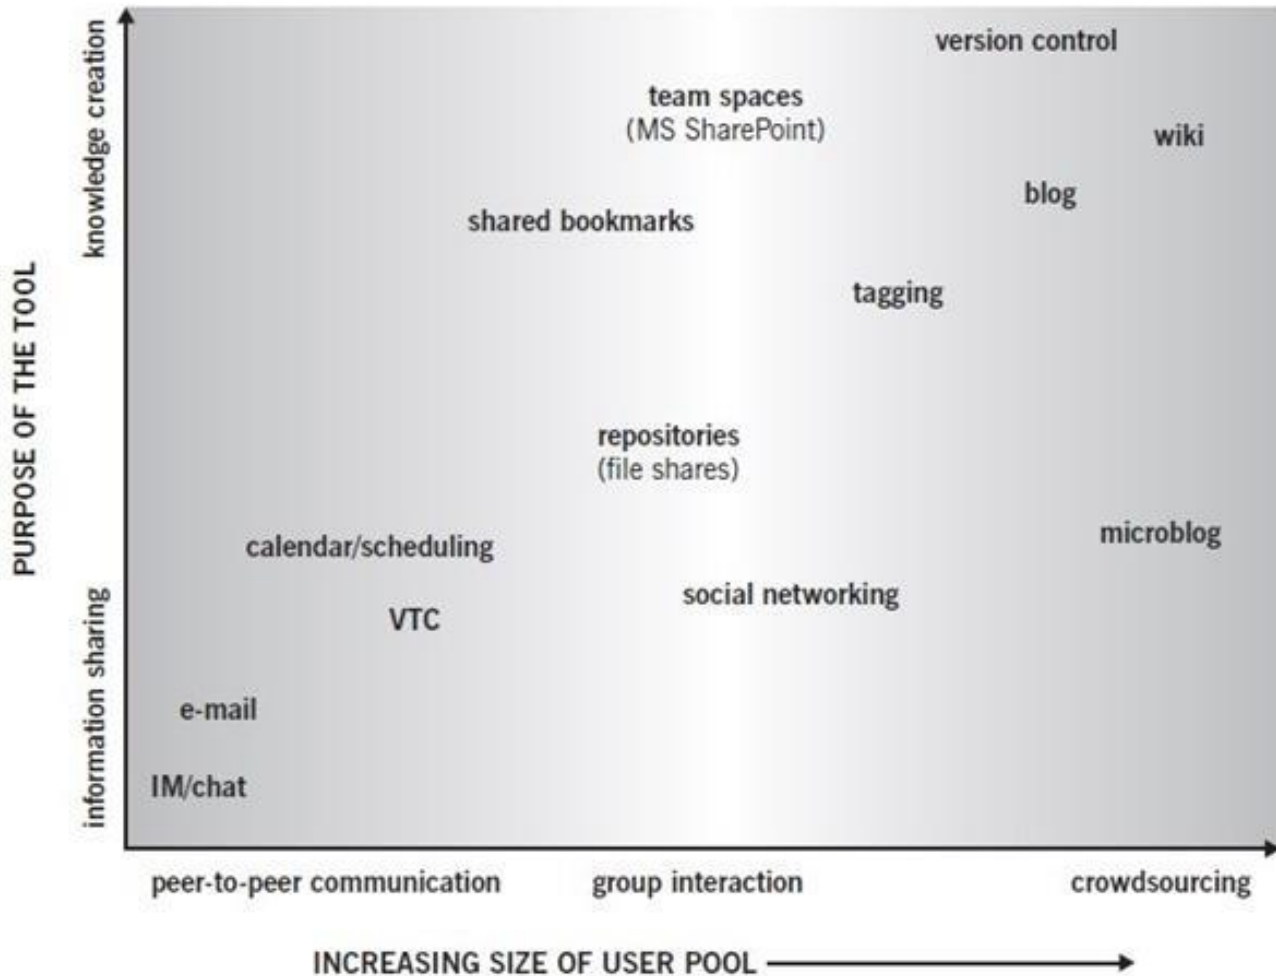 PURPOSE OF THE TOOL
knowledge creation
information sharing
version control
team spaces
(MS SharePoint)
wiki
blog
shared bookmarks
tagging
repositories
(file shares)
microblog
calendar/scheduling
social networking
VTC
e-mail
IM/chat
peer-to-peer communication
group interaction
crowdsourcing
INCREASING SIZE OF USER POOL